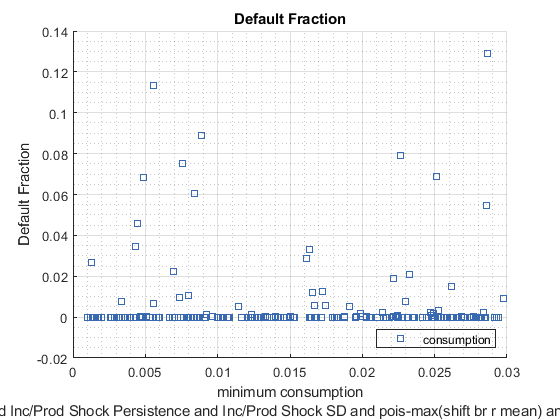 Default Fraction
0.14
0.12
0.1
0.08
0.06
0.04
0.02
0
-0.02
Default Fraction
consumption
0 0.005 0.01 0.015 0.02 0.025 0.03
minimum consumption
d Inc/Prod Shock Persistence and Inc/Prod Shock SD and pois-max(shift br r mean) an